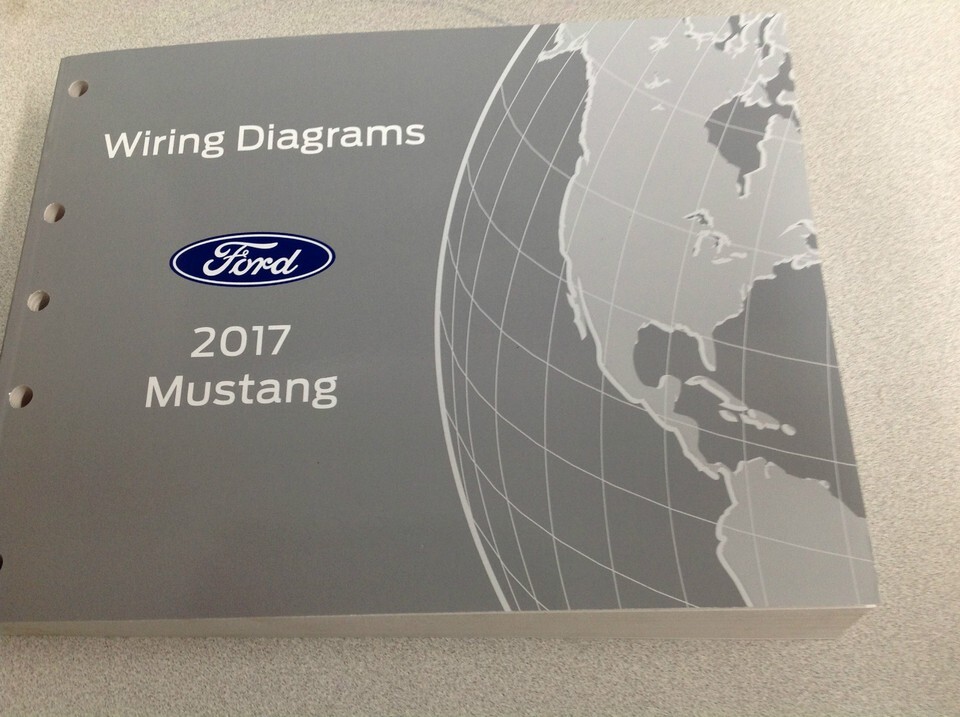 Wiring Diagrams
Ford
2017
Mustang